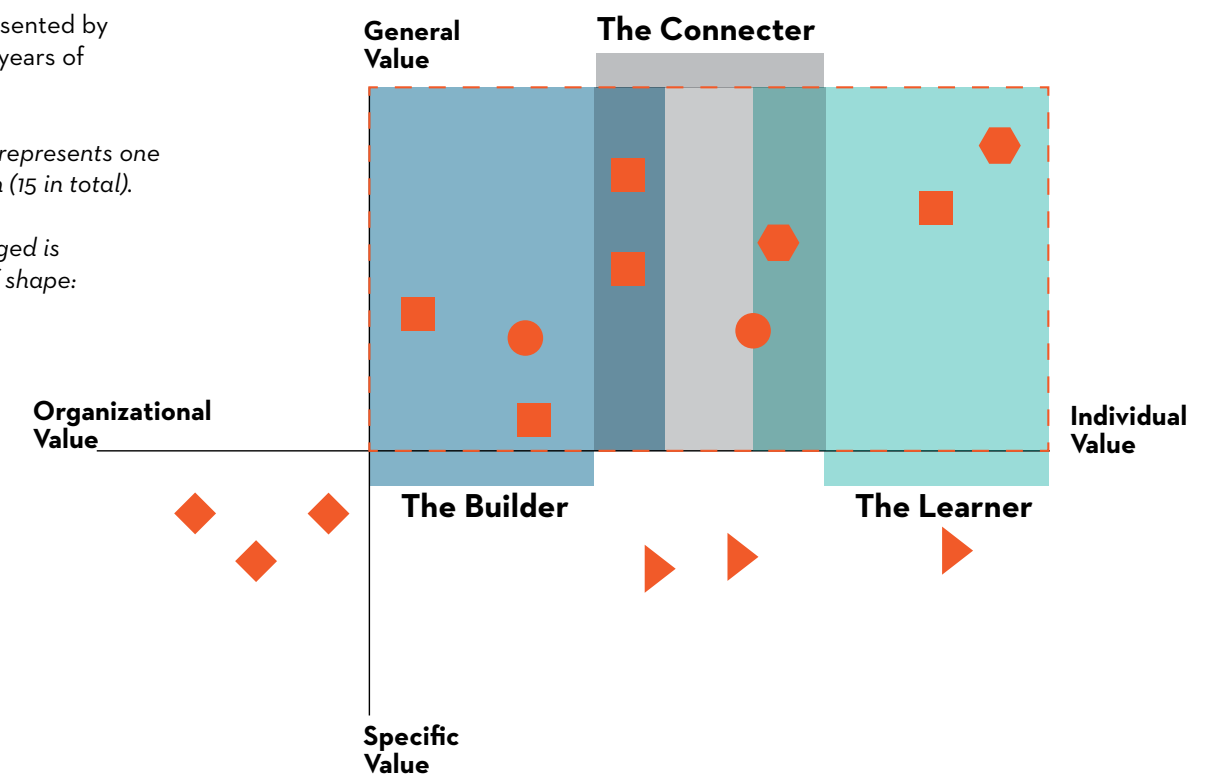 sented by
years of
represents one
(15 in total).
ged is
shape:
General
Value
The Connecter
Organizational
Value
Individual
Value
The Builder
The Learner
Specific
Value